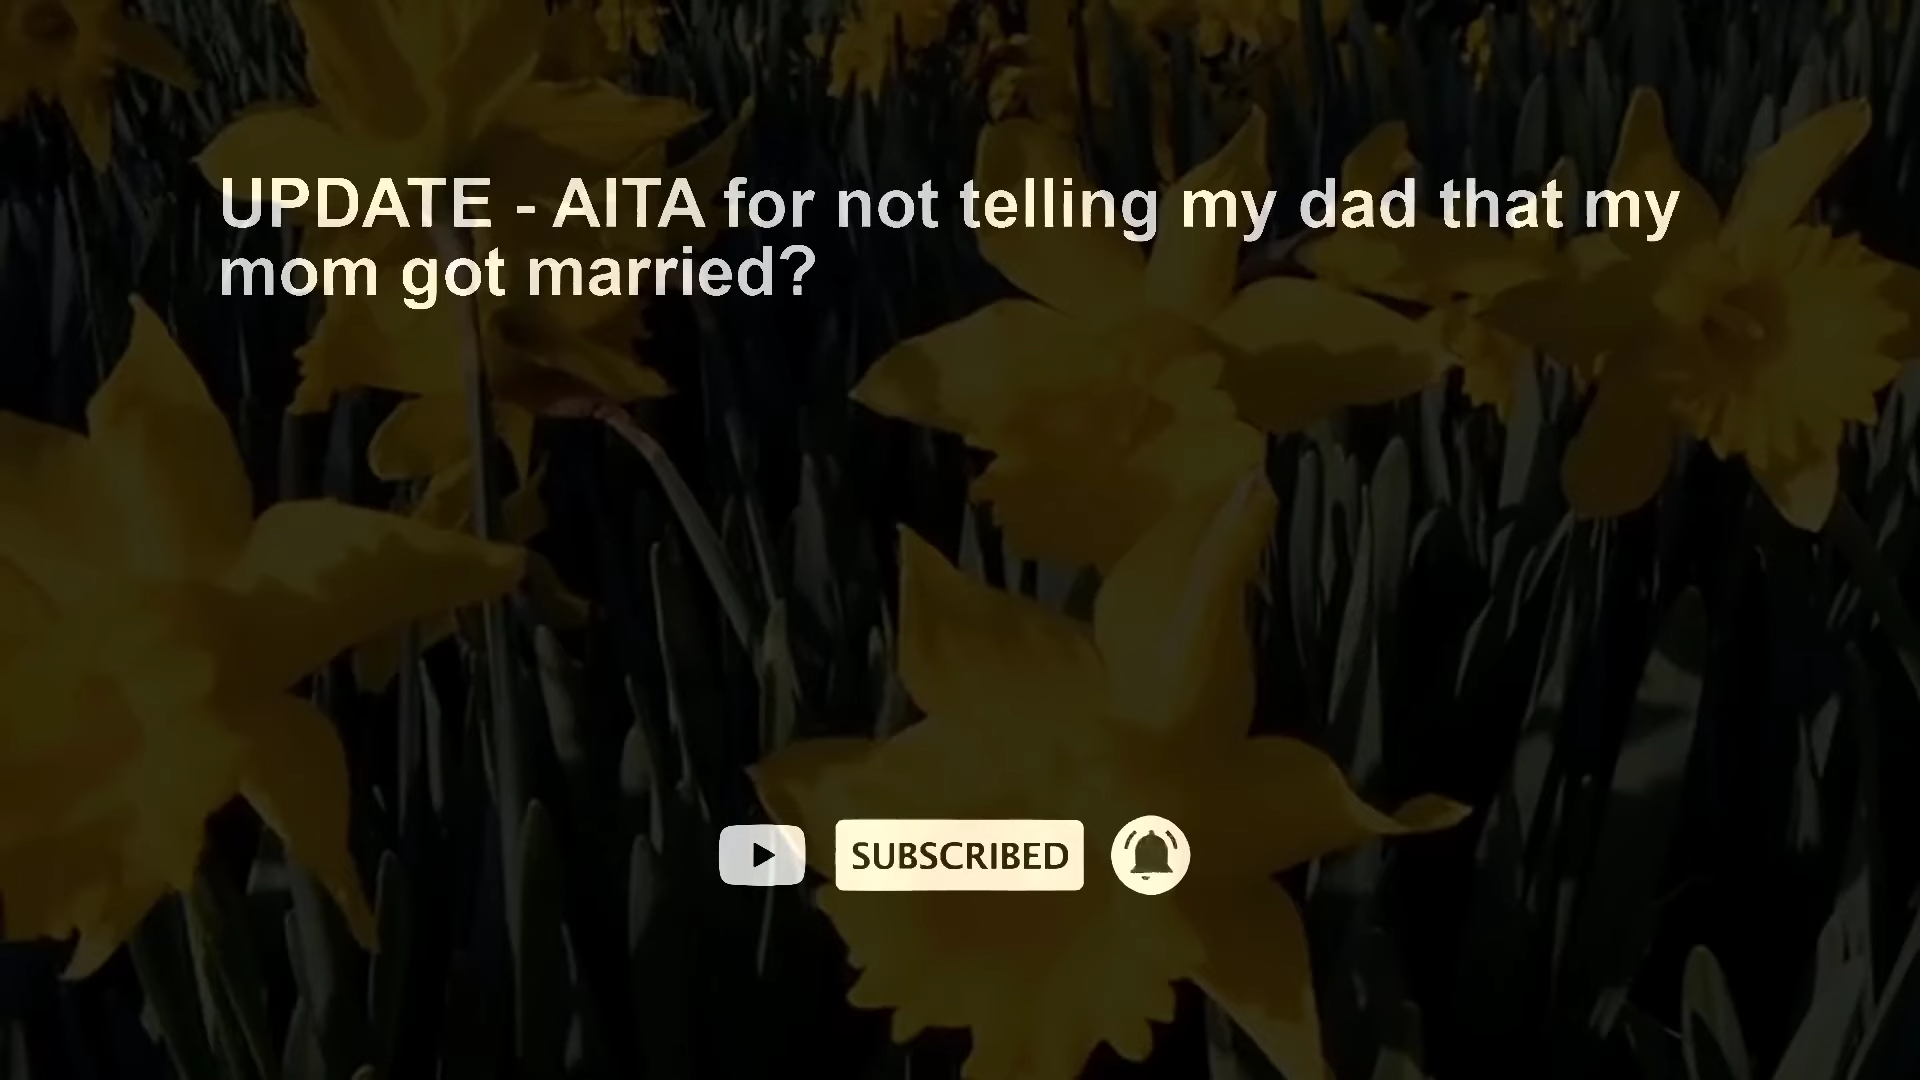 UPDATE - AITA for not telling my dad that my
mom got married?
SUBSCRIBED